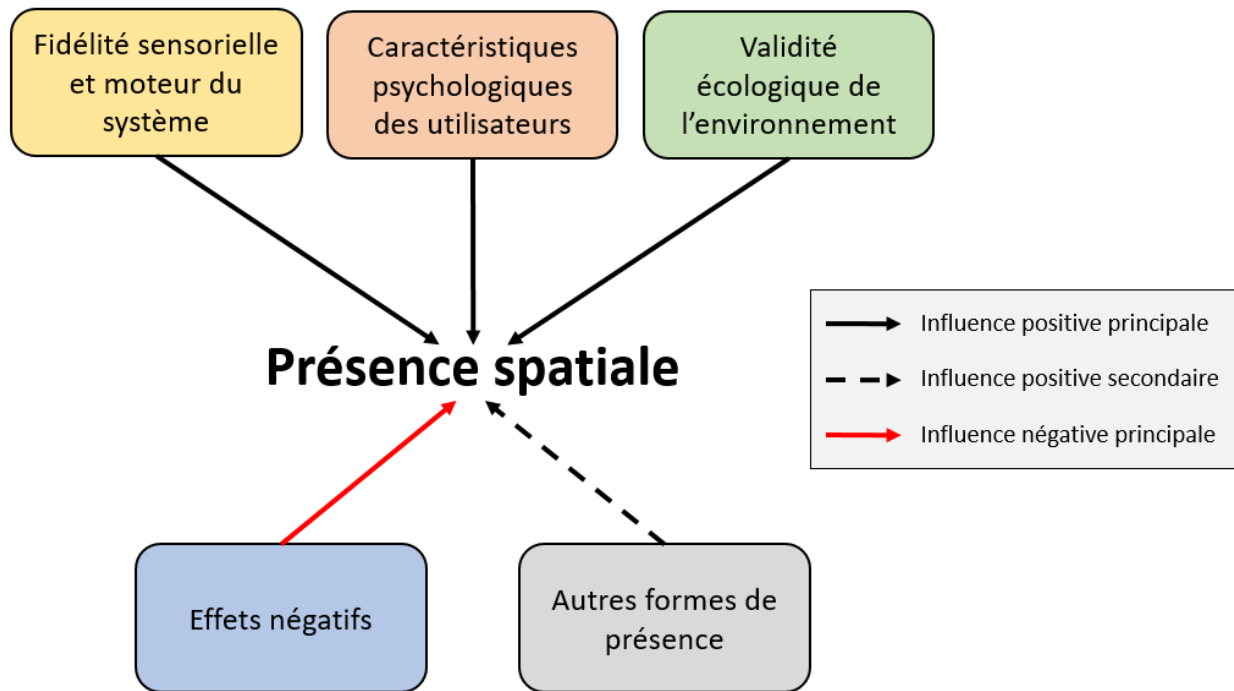 Fidélité sensorielle
et moteur du
système
Caractéristiques
psychologiques
des utilisateurs
Validité
écologique de
l’environnement
Présence spatiale
Influence positive principale
Influence positive secondaire
Influence négative principale
Effets négatifs
Autres formes de
présence